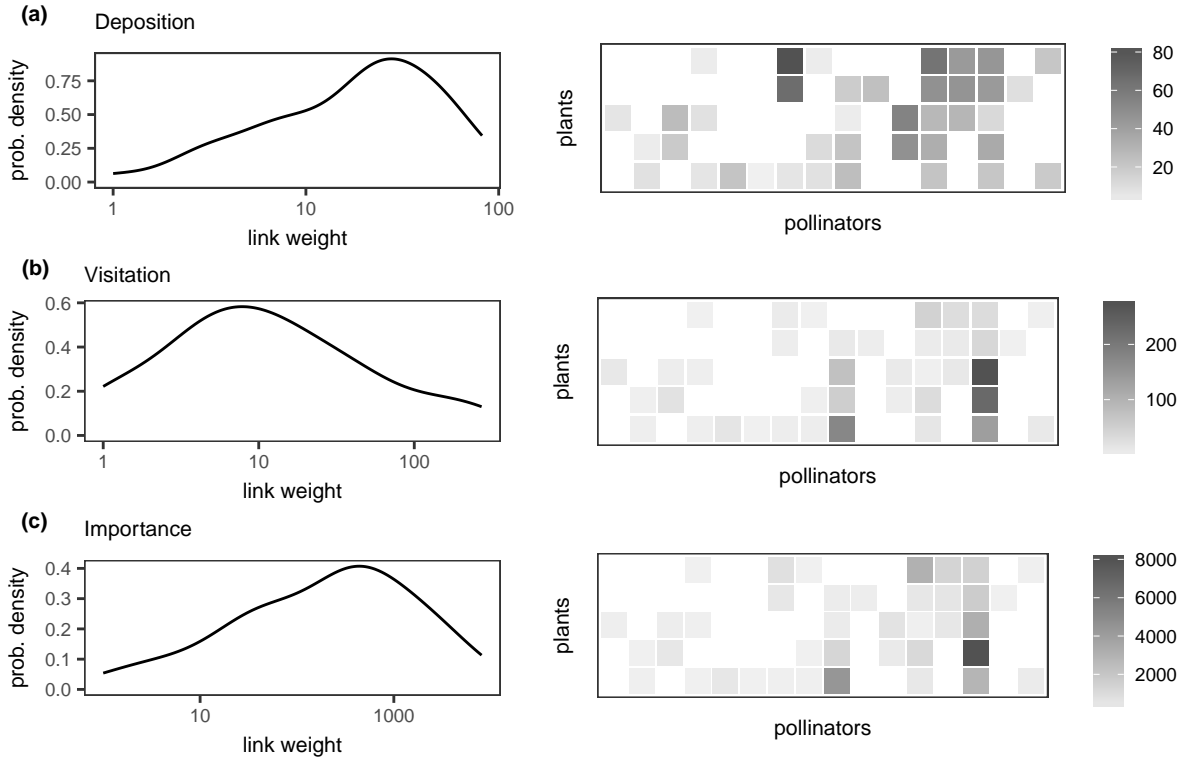 (a)
Deposition
prob. density
0.75
0.50
0.25
0.00
1
10
100
link weight
plants
pollinators
80
60
40
20
(b)
Visitation
prob. density
0.6
0.4
0.2
0.0
1
10
100
link weight
plants
pollinators
200
100
(c)
Importance
prob. density
0.4
0.3
0.2
0.1
0.0
10
1000
link weight
plants
pollinators
8000
6000
4000
2000